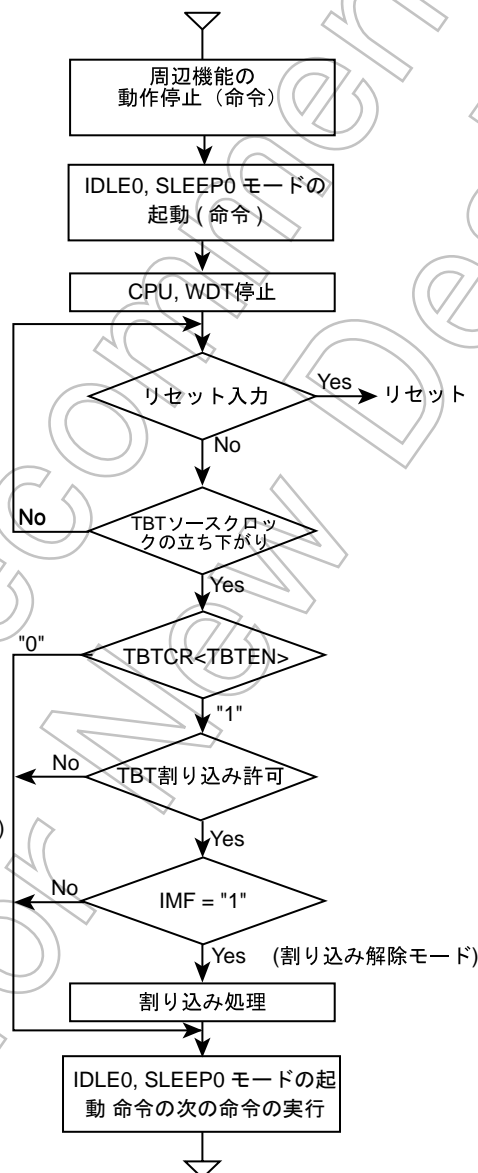 周辺機能の
動作停止（命令）
IDLE0, SLEEP0 モードの
起動 ( 命令 )
CPU, WDT停止
リセット入力
Yes
リセット
No
No
TBTソースクロッ
クの立ち下がり
Yes
"0"
TBTCR<TBTEN>
"1"
No
TBT割り込み許可
)
Yes
No
IMF = "1"
Yes
(割り込み解除モード)
割り込み処理
IDLE0, SLEEP0 モードの起
動 命令の次の命令の実行